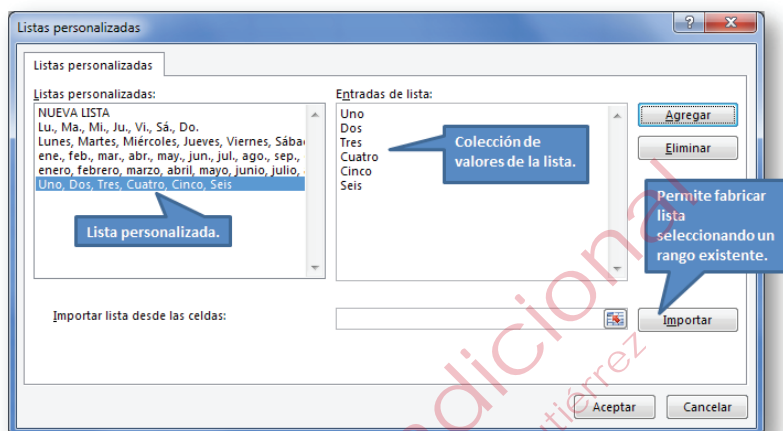 Listas personalizadas
Listas personalizadas
Listas personalizadas:
NUEVA LISTA
Lu., Ma., Mi., Ju., Vi., Sá., Do.
Lunes, Martes, Miércoles, Jueves, Viernes, Sába
ene., feb., mar., abr., may., jun., jul., ago., sep.,
enero, febrero, marzo, abril, mayo, junio, julio,
Uno, Dos, Tres, Cuatro, Cinco, Seis
Lista personalizada.
Entradas de lista:
Uno
Dos
Tres
Cuatro
Cinco
Seis
Colección de
valores de la lista.
Agregar
Eliminar
Permite fabricar
lista
seleccionando un
rango existente.
Importar lista desde las celdas:
Importar
Aceptar
Cancelar
dicional
utiérrez